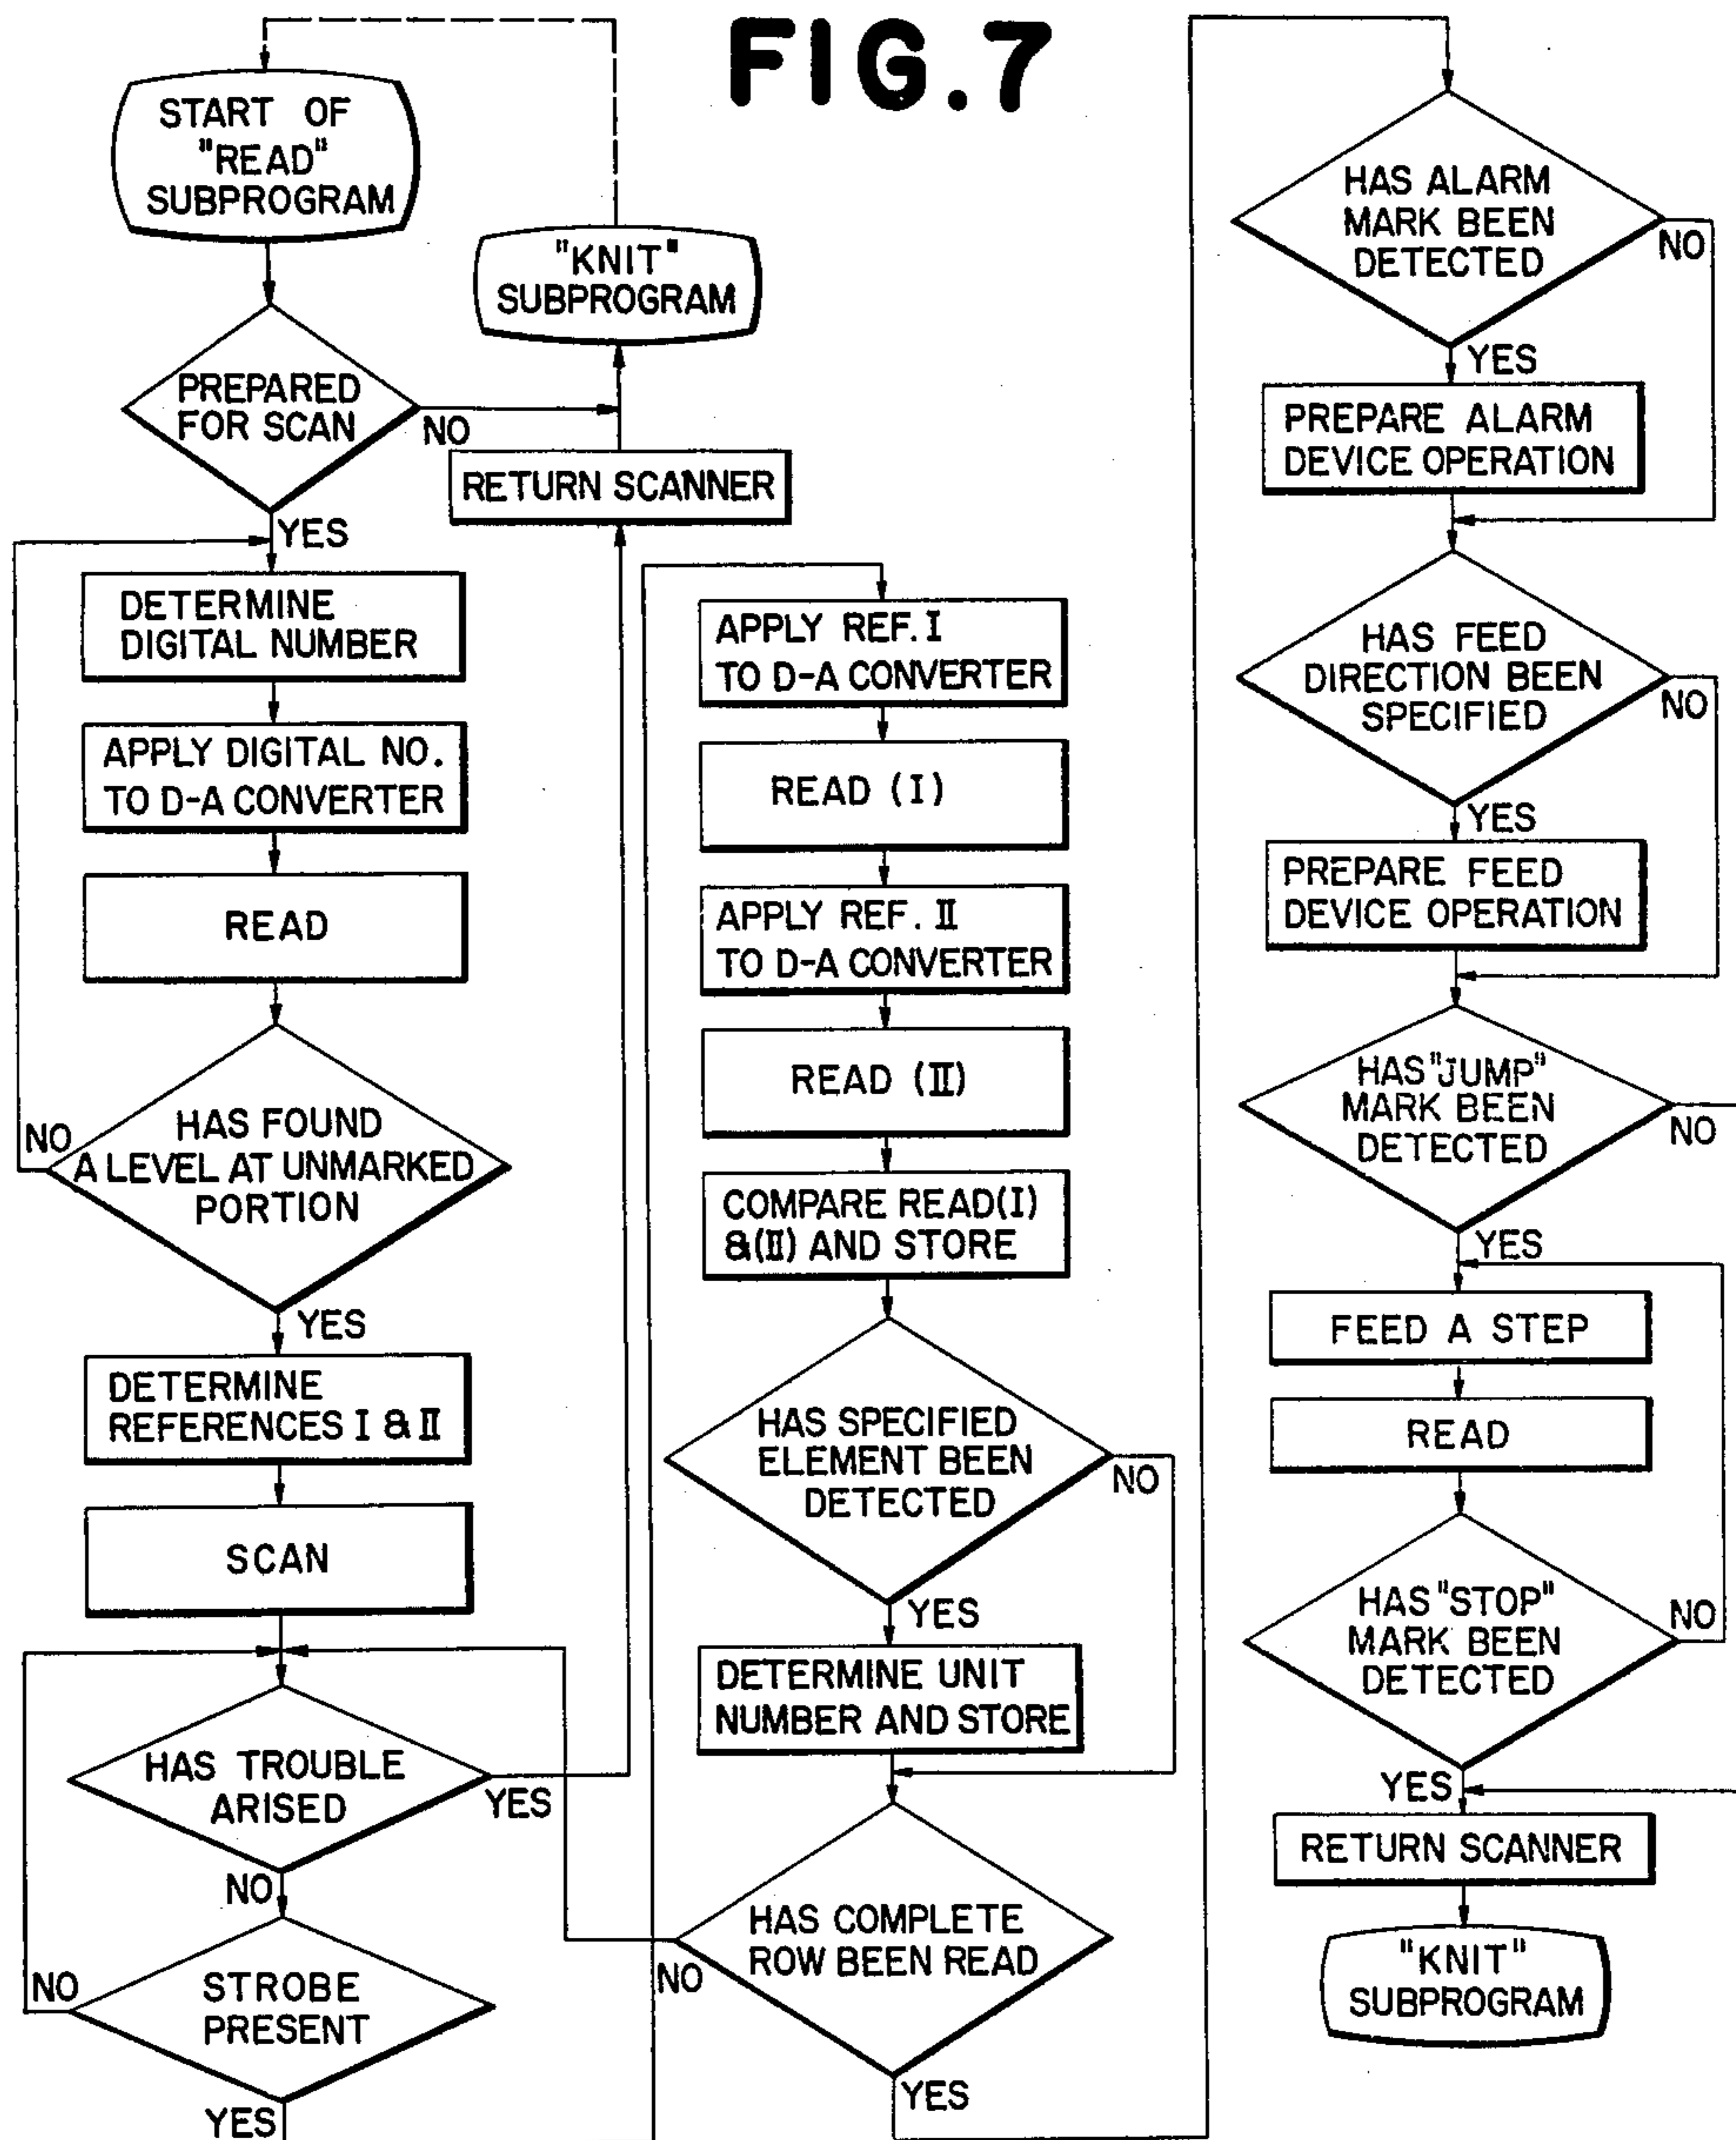 FIG.7
START OF
"READ"
SUBPROGRAM
PREPARED
FOR SCAN
NO
YES
"KNIT"
SUBPROGRAM
RETURN SCANNER
DETERMINE
DIGITAL NUMBER
APPLY DIGITAL NO.
TO D-A CONVERTER
READ
HAS FOUND
A LEVEL AT UNMARKED
PORTION
NO
YES
DETERMINE
REFERENCES I & II
SCAN
HAS TROUBLE
ARISED
YES
NO
STROBE
PRESENT
NO
YES
APPLY REF. I
TO D-A CONVERTER
READ (I)
APPLY REF. II
TO D-A CONVERTER
READ (II)
COMPARE READ(I)
&(II) AND STORE
HAS SPECIFIED
ELEMENT BEEN
DETECTED
NO
YES
DETERMINE UNIT
NUMBER AND STORE
HAS COMPLETE
ROW BEEN READ
NO
YES
HAS ALARM
MARK BEEN
DETECTED
NO
YES
PREPARE ALARM
DEVICE OPERATION
HAS FEED
DIRECTION BEEN
SPECIFIED
NO
YES
PREPARE FEED
DEVICE OPERATION
HAS "JUMP"
MARK BEEN
DETECTED
NO
YES
FEED A STEP
READ
HAS "STOP"
MARK BEEN
DETECTED
NO
YES
RETURN SCANNER
"KNIT"
SUBPROGRAM